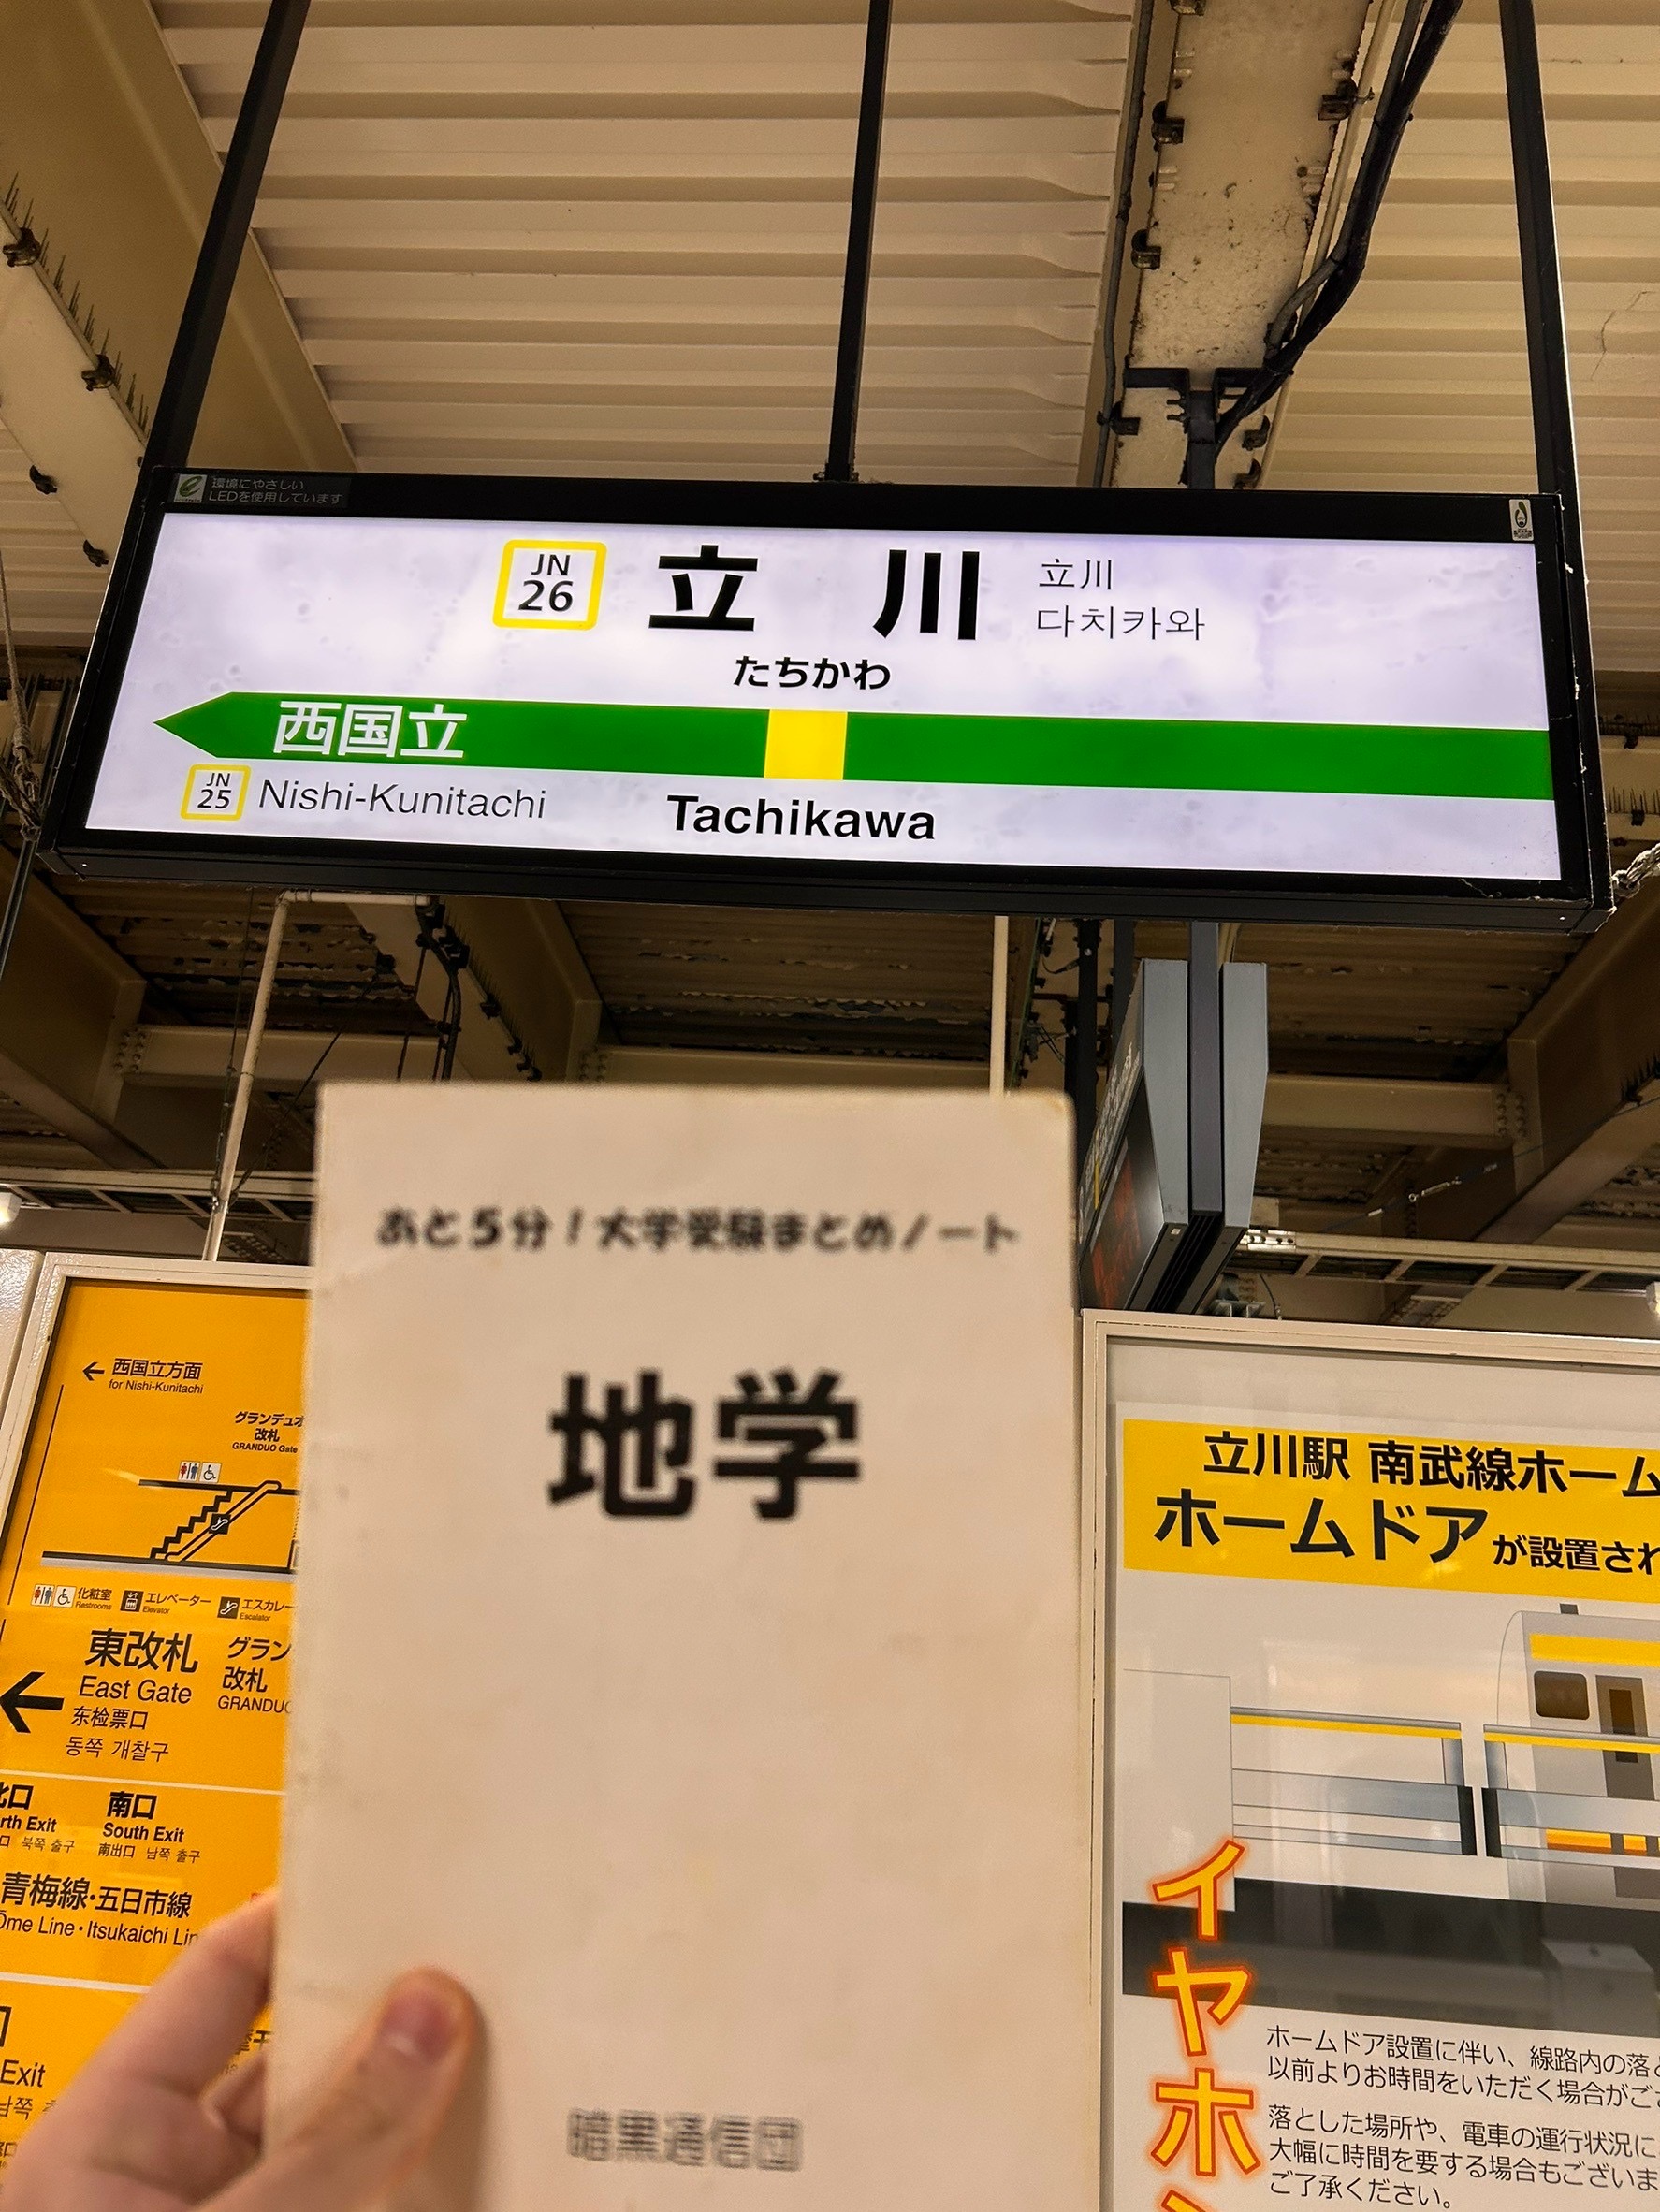 環境にやさしい
LEDを使用しています
JN
26
立川
立川
다치카와
たちかわ
西国立
JN
25
Nishi-Kunitachi
Tachikawa
あと5分!大学受験まとめノート
地学
暗黒通信団
← 西国立方面
for Nishi-Kunitachi
グランデュオ
改札
GRANDUO Gate
化粧室
Restrooms
エレベーター
Elevator
エスカレー
Escalator
東改札
East Gate
东检票口
동쪽 개찰구
グラン
改札
GRANDUO
北口
rth Exit
북쪽 출구
南口
South Exit
南出口 남쪽 출구
青梅線・五日市線
Ōme Line・Itsukaichi Lin
Exit
立川駅 南武線ホーム
ホームドアが設置され
イヤホ
ホームドア設置に伴い、線路内の落と
以前よりお時間をいただく場合がござ
落とした場所や、電車の運行状況に
大幅に時間を要する場合もございま
ご了承ください。